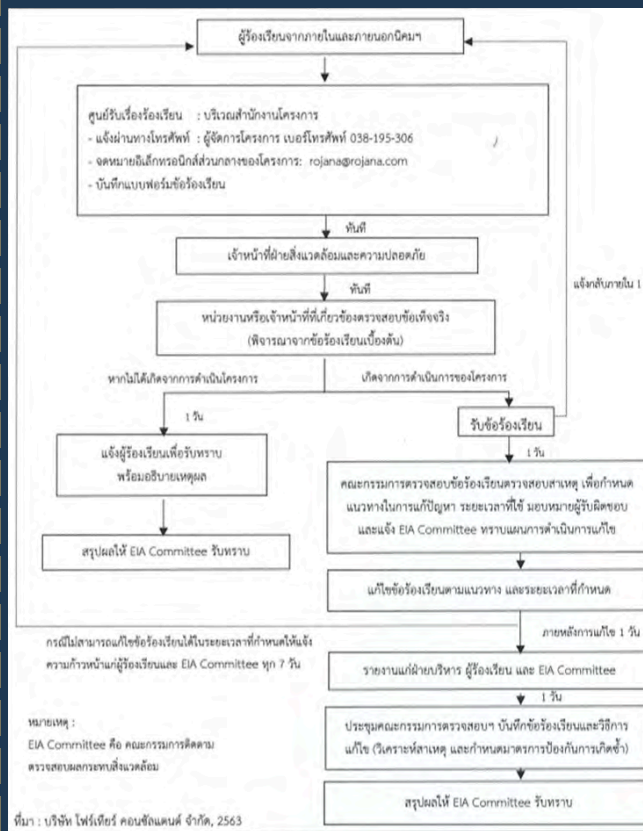 ผู้ร้องเรียนจากภายในและภายนอกนิคมฯ
ศูนย์รับเรื่องร้องเรียน : บริเวณสำนักงานโครงการ
- แจ้งผ่านทางโทรศัพท์ : ผู้จัดการโครงการ เบอร์โทรศัพท์ 038-195-306
- จดหมายอิเล็กทรอนิกส์ส่วนกลางของโครงการ: rojana@rojana.com
- บันทึกแบบฟอร์มข้อร้องเรียน
ทันที
เจ้าหน้าที่ฝ่ายสิ่งแวดล้อมและความปลอดภัย
ทันที
แจ้งกลับภายใน 1
หน่วยงานหรือเจ้าหน้าที่ที่เกี่ยวข้องตรวจสอบข้อเท็จจริง
(พิจารณาจากข้อร้องเรียนเบื้องต้น)
หากไม่ได้เกิดจากการดำเนินโครงการ
เกิดจากการดำเนินการของโครงการ
1 วัน
รับข้อร้องเรียน
แจ้งผู้ร้องเรียนเพื่อรับทราบ
พร้อมอธิบายเหตุผล
1 วัน
คณะกรรมการตรวจสอบข้อร้องเรียนตรวจสอบสาเหตุ เพื่อกำหนด
แนวทางในการแก้ปัญหา ระยะเวลาที่ใช้ มอบหมายผู้รับผิดชอบ
และแจ้ง EIA Committee ทราบแผนการดำเนินการแก้ไข
สรุปผลให้ EIA Committee รับทราบ
แก้ไขข้อร้องเรียนตามแนวทาง และระยะเวลาที่กำหนด
กรณีไม่สามารถแก้ไขข้อร้องเรียนได้ในระยะเวลาที่กำหนดให้แจ้ง
ความก้าวหน้าแก่ผู้ร้องเรียนและ EIA Committee ทุก 7 วัน
ภายหลังการแก้ไข 1 วัน
รายงานแก่ฝ่ายบริหาร ผู้ร้องเรียน และ EIA Committee
1 วัน
หมายเหตุ :
EIA Committee คือ คณะกรรมการติดตาม
ตรวจสอบผลกระทบสิ่งแวดล้อม
ประชุมคณะกรรมการตรวจสอบฯ บันทึกข้อร้องเรียนและวิธีการ
แก้ไข (วิเคราะห์สาเหตุ และกำหนดมาตรการป้องกันการเกิดซ้ำ)
สรุปผลให้ EIA Committee รับทราบ
ที่มา : บริษัท โฟร์เทียร์ คอนซัลแตนต์ จำกัด, 2563